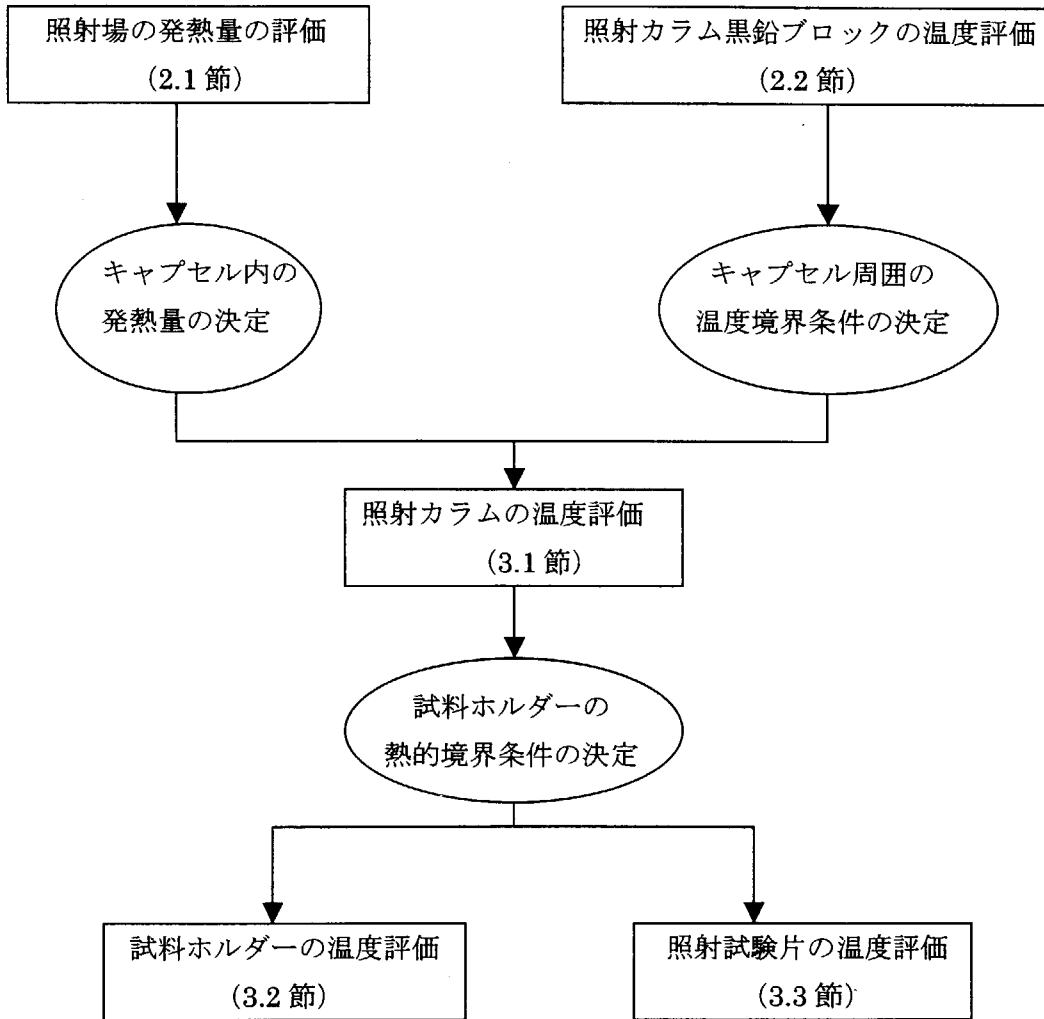 照射場の発熱量の評価
(2.1 節)
照射カラム黒鉛ブロックの温度評価
(2.2 節)
キャプセル内の
発熱量の決定
キャプセル周囲の
温度境界条件の決定
照射カラムの温度評価
(3.1 節)
試料ホルダーの
熱的境界条件の決定
試料ホルダーの温度評価
(3.2 節)
照射試験片の温度評価
(3.3 節)